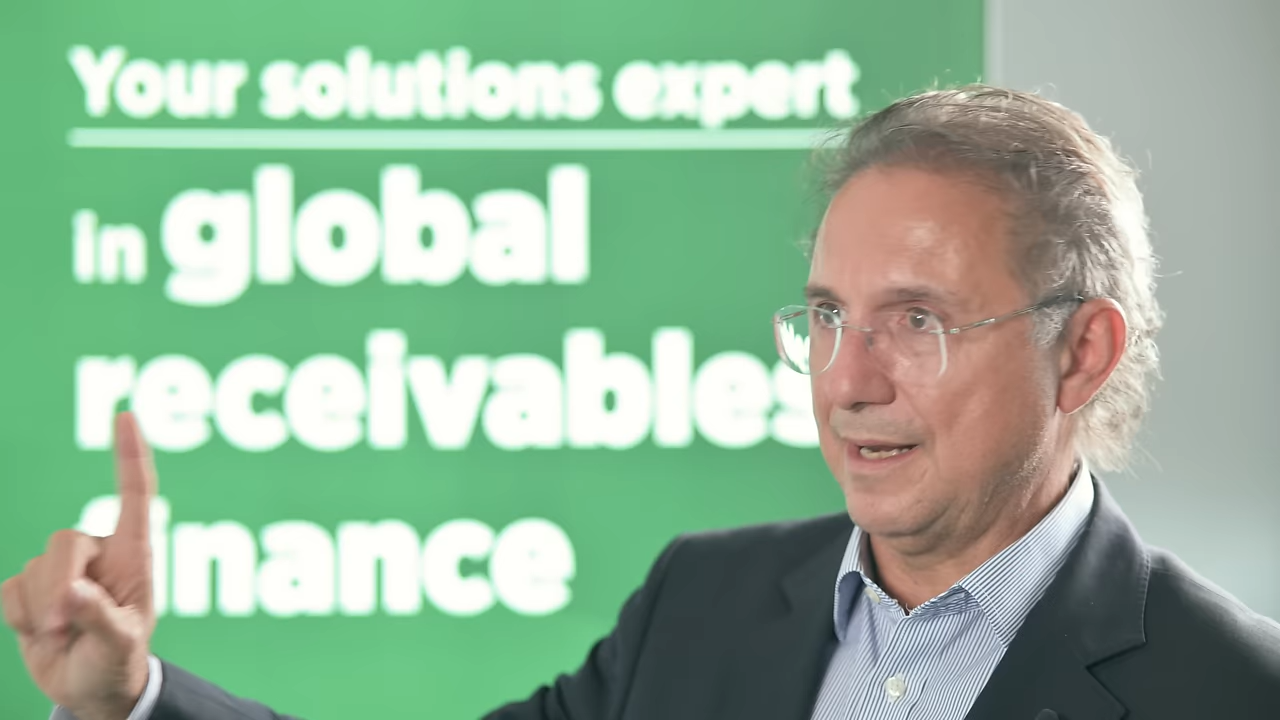 Your solutions expert
in global
receivables
finance